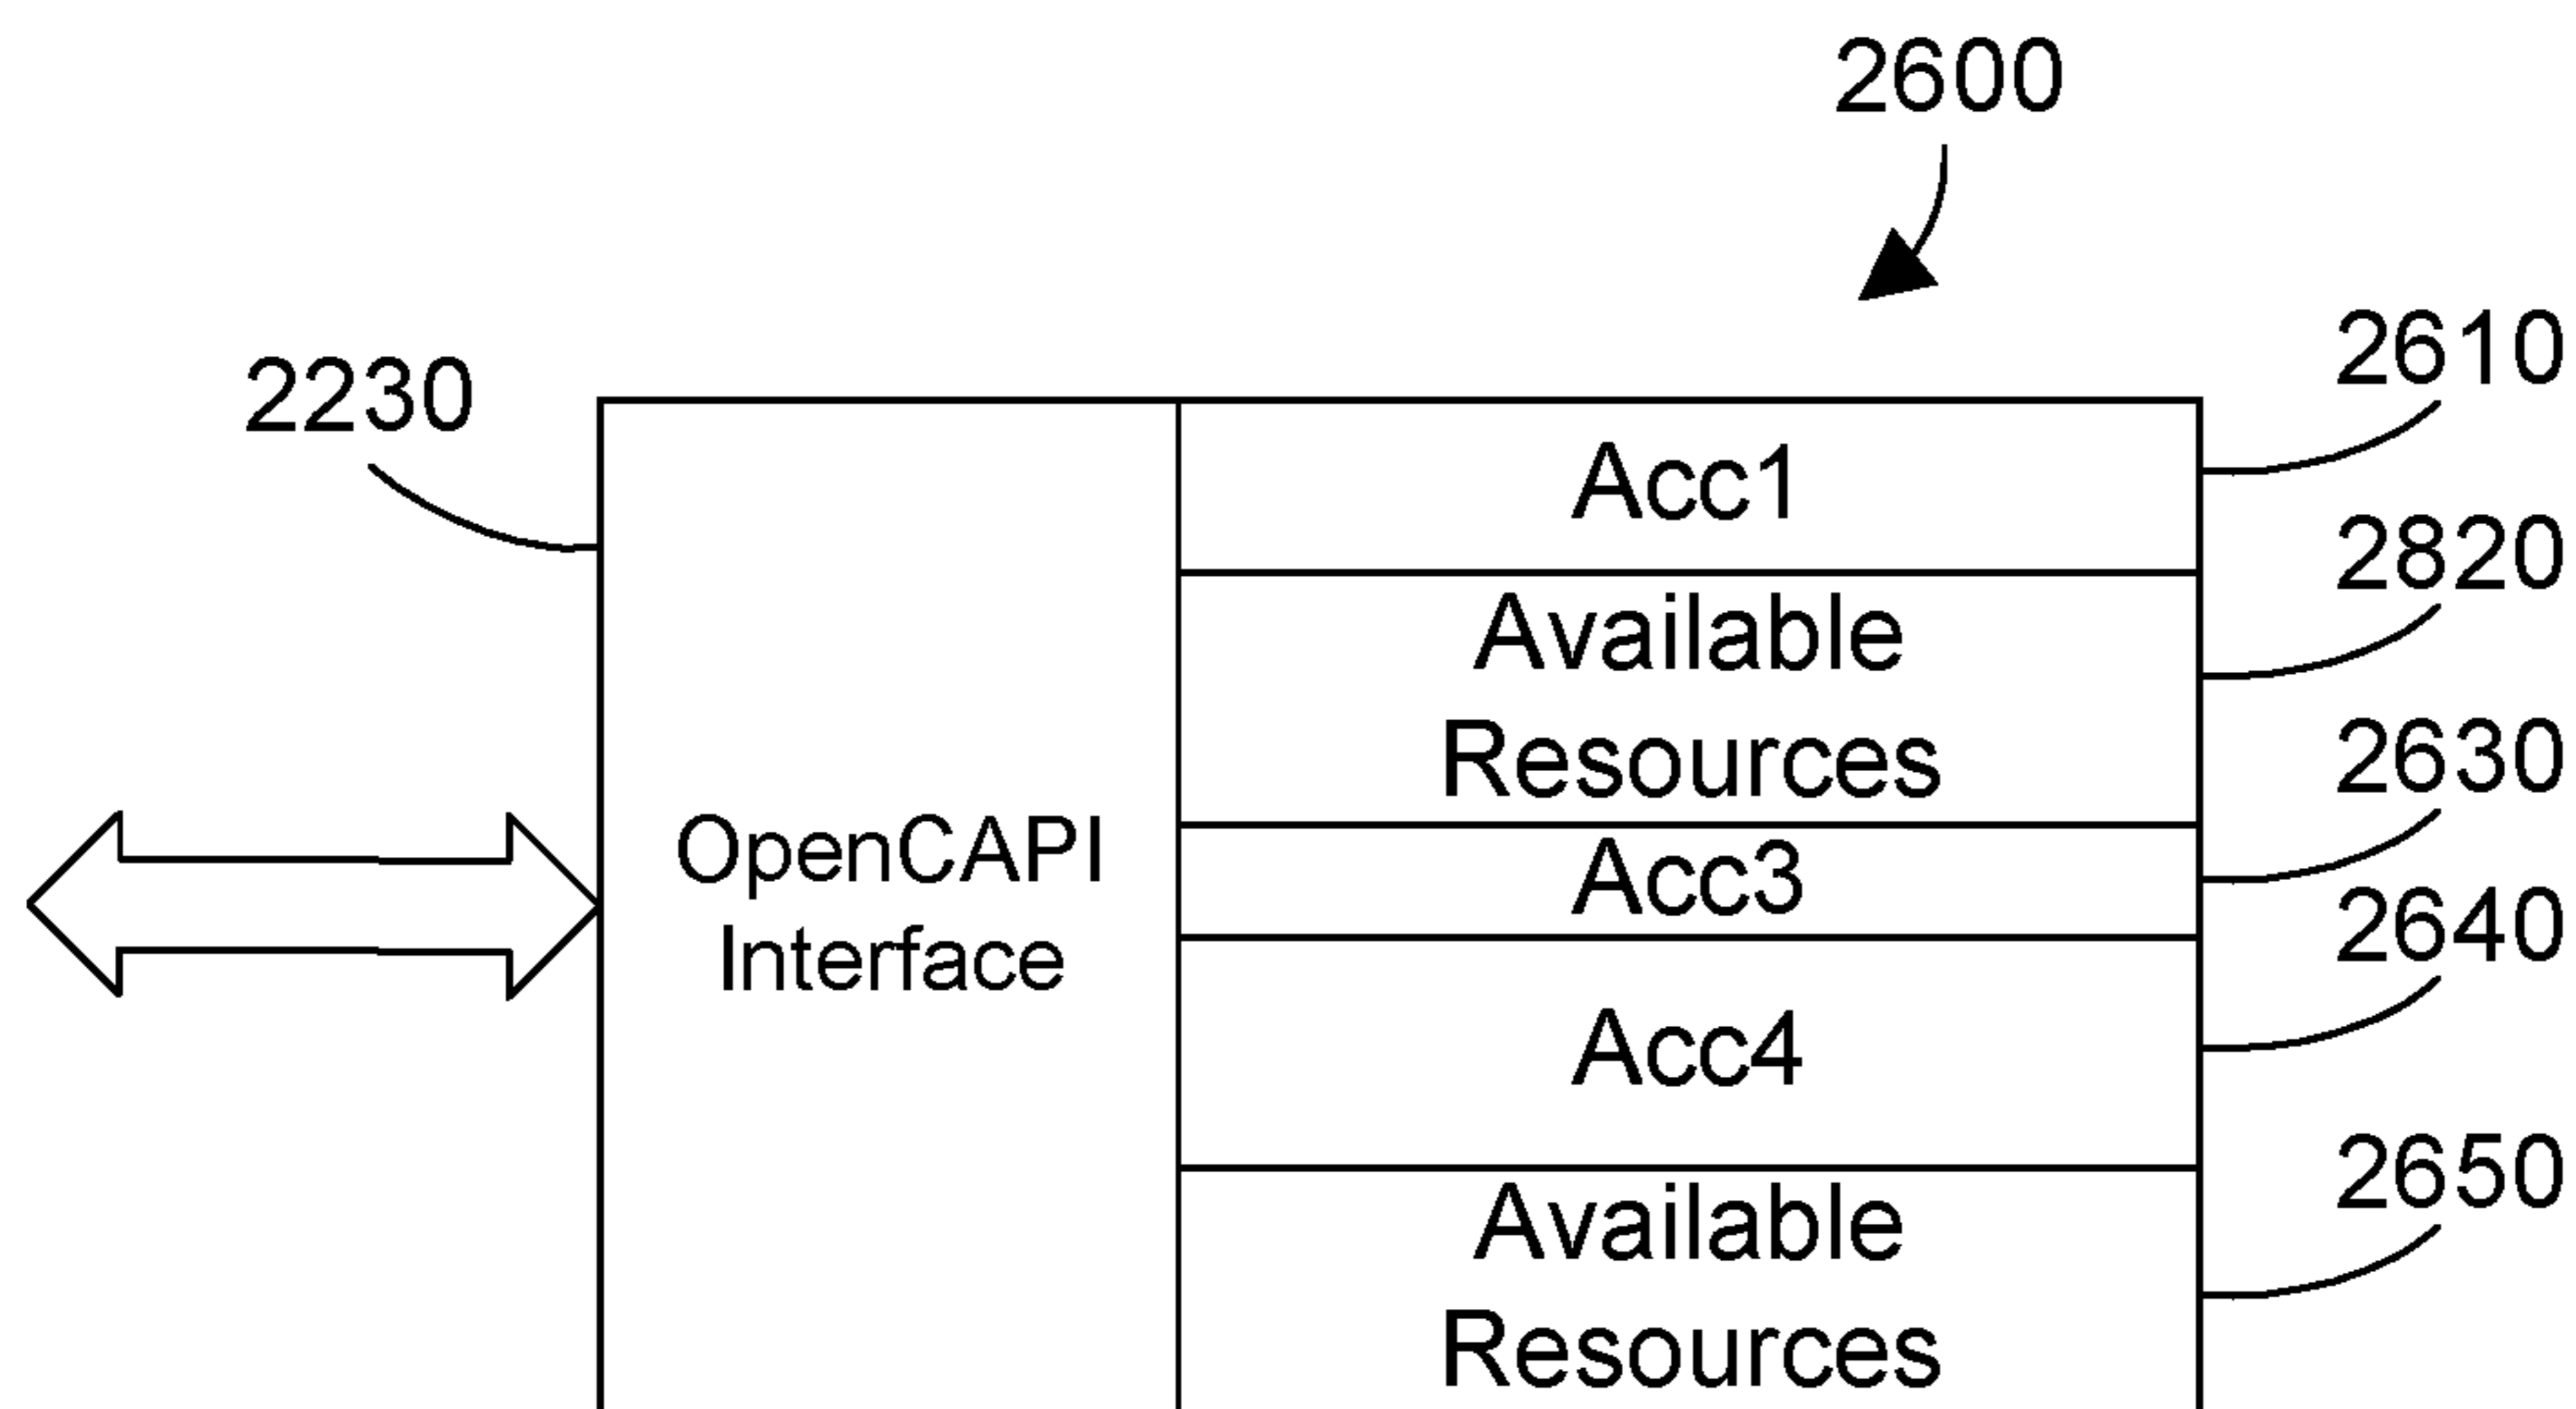 2600
2610
2230
Acc1
2820
Available
Resources
2630
OpenCAPI
Interface
Acc3
2640
Acc4
2650
Available
Resources